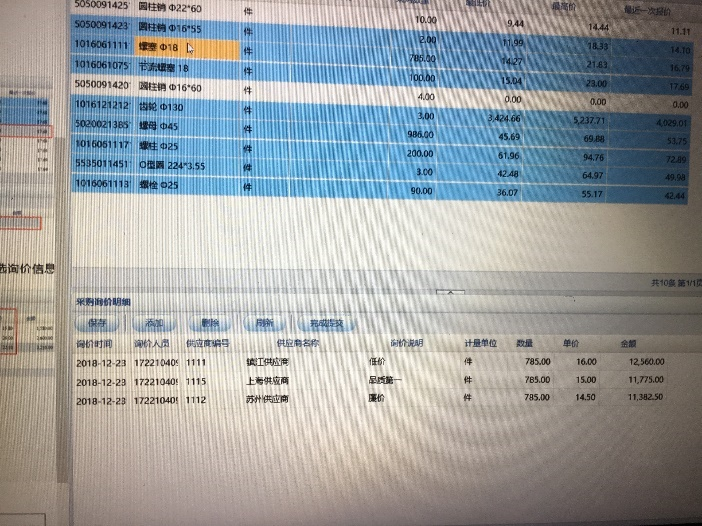 最低价 最高价 最近一次报价
5050091425 圆柱销 Φ22*60 件 10.00 9.44 14.44 11.11
5050091423 圆柱销 Φ16*55 件 2.00 11.99 18.33 14.10
1016061111 螺塞 Φ18 件 785.00 14.27 21.83 16.79
1016061075 节流螺塞 18 件 100.00 15.04 23.00 17.69
5050091420 圆柱销 Φ16*60 件 4.00 0.00 0.00 0.00
1016121212 齿轮 Φ130 件 3.00 3,424.66 5,237.71 4,029.01
5020021385 螺母 Φ45 件 986.00 45.69 69.88 53.75
1016061117 螺柱 Φ25 件 200.00 61.96 94.76 72.89
5535011451 O型圈 224*3.55 件 3.00 42.48 64.97 49.98
1016061113 螺栓 Φ25 件 90.00 36.07 55.17 42.44
选询价信息
共10条 第1/1页
采购询价明细
保存 添加 删除 刷新 完成提交
询价时间 询价人员 供应商编号 供应商名称 询价说明 计量单位 数量 单价 金额
2018-12-23 172210409 1111 镇江供应商 低价 件 785.00 16.00 12,560.00
2018-12-23 172210409 1115 上海供应商 品质第一 件 785.00 15.00 11,775.00
2018-12-23 172210409 1112 苏州供应商 廉价 件 785.00 14.50 11,382.50